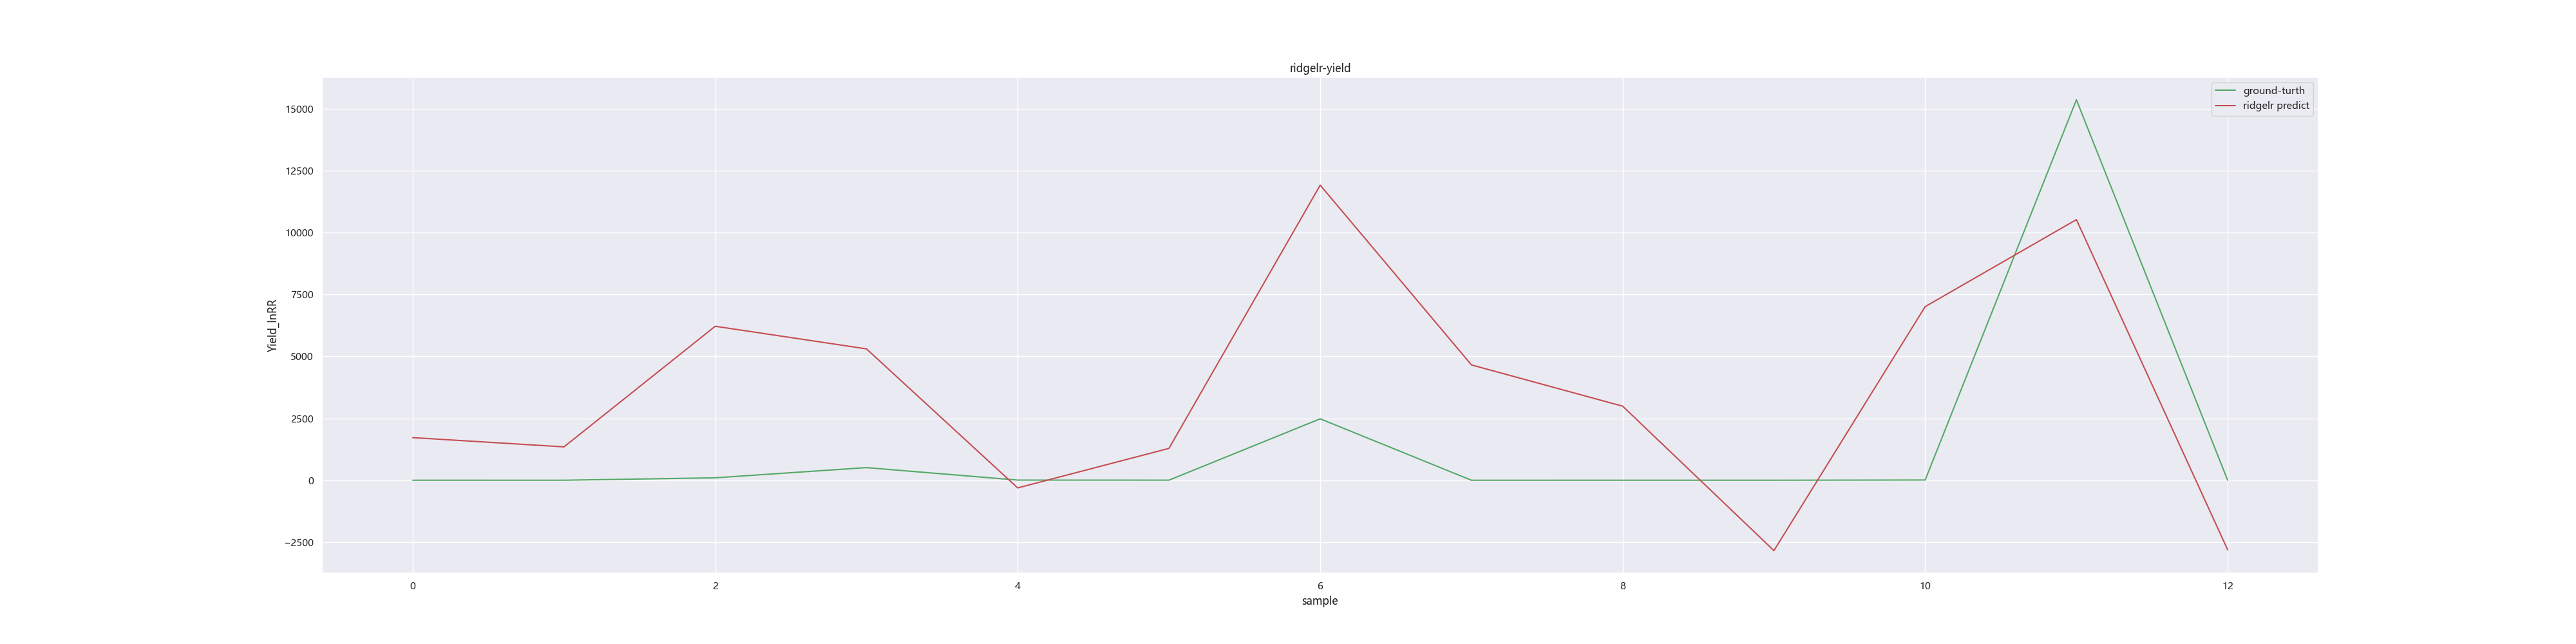 ridgelr-yield
ground-turth
ridgelr predict
15000
12500
10000
7500
5000
2500
0
−2500
Yield_lnRR
0 2 4 6 8 10 12
sample